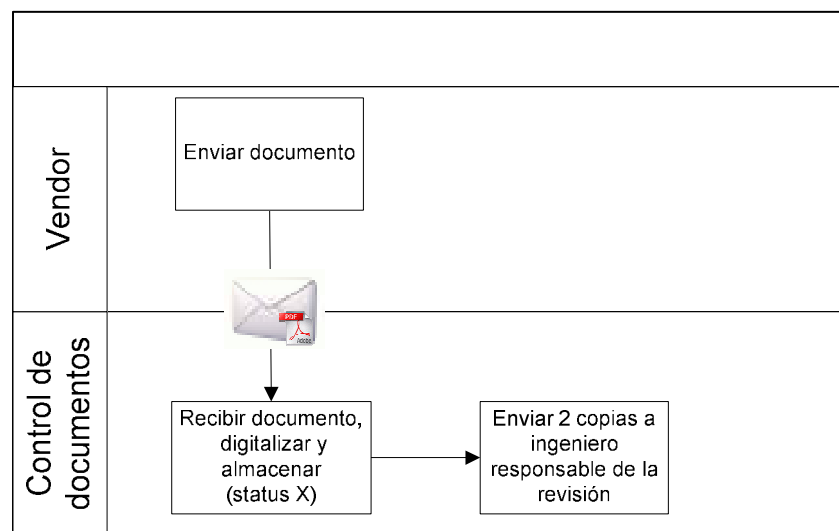 Vendor
Enviar documento
PDF
Adobe
Control de
documentos
Recibir documento,
digitalizar y
almacenar
(status X)
Enviar 2 copias a
ingeniero
responsable de la
revisión